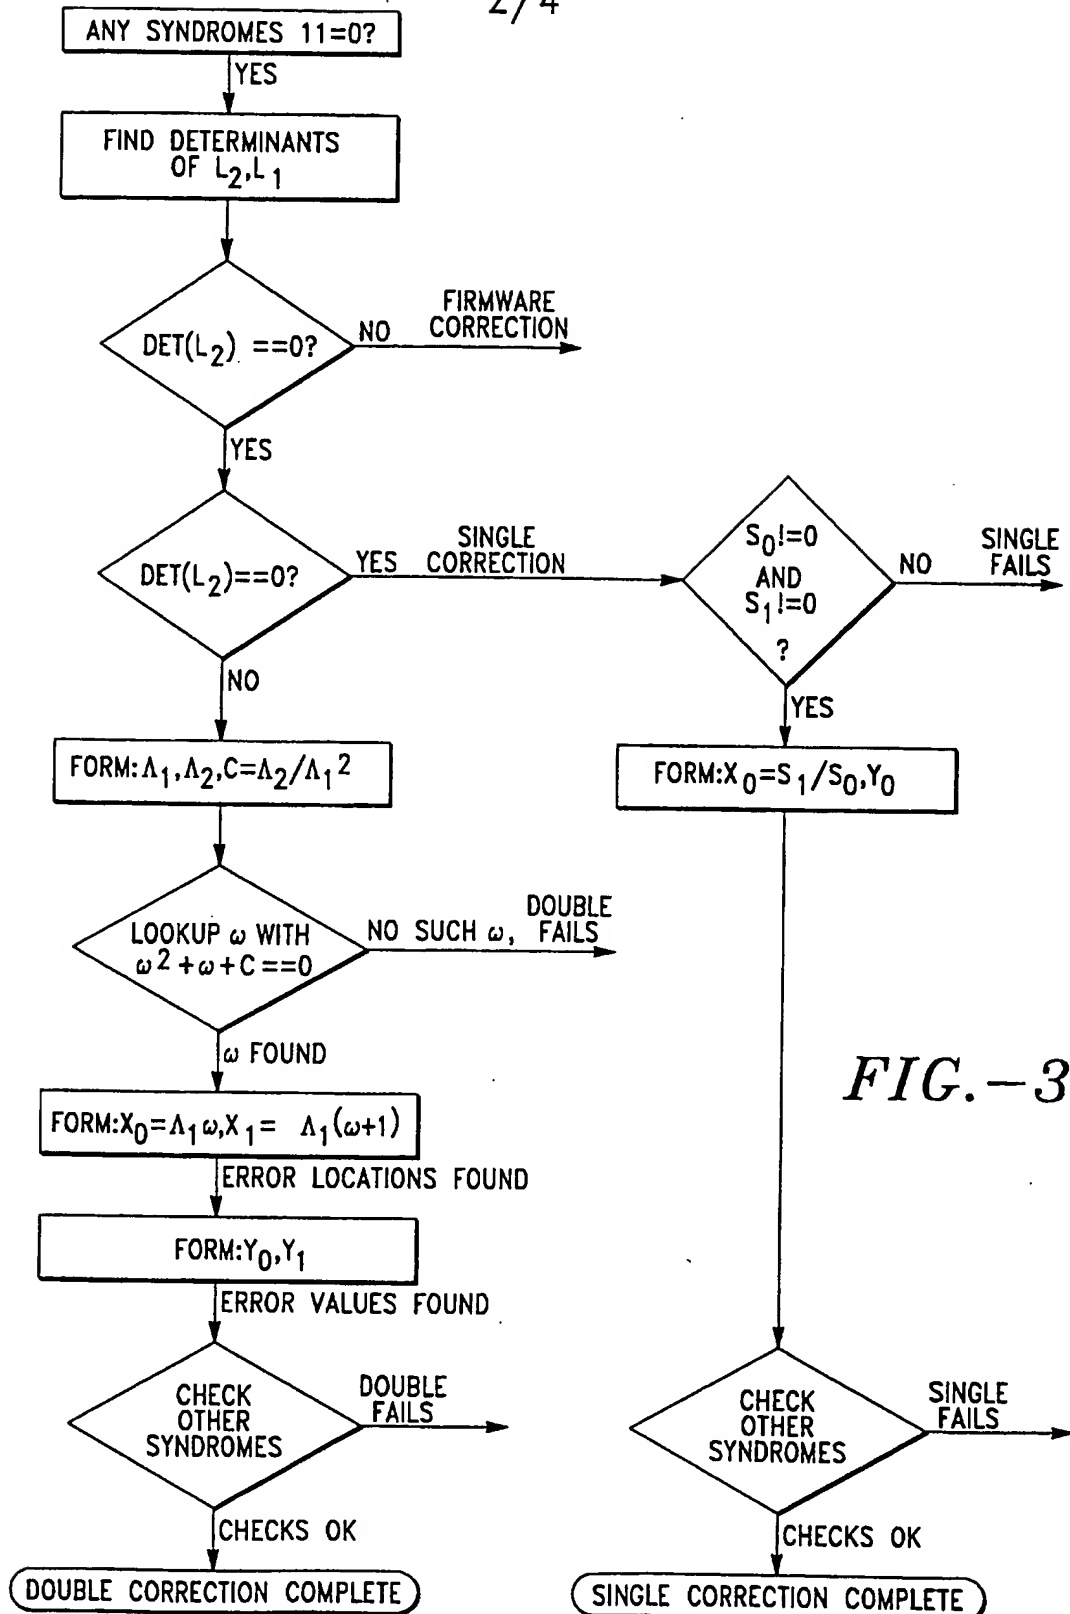 2/4
ANY SYNDROMES 11=0?
YES
FIND DETERMINANTS
OF L2,L1
DET(L2) ==0?
NO
FIRMWARE
CORRECTION
YES
DET(L2)==0?
YES
SINGLE
CORRECTION
S0!=0
AND
S1!=0
?
NO
SINGLE
FAILS
NO
YES
FORM:Λ1,Λ2,C=Λ2/Λ1²
FORM:X0=S1/S0,Y0
LOOKUP ω WITH
ω²+ω+C==0
NO SUCH ω,
DOUBLE
FAILS
ω FOUND
FORM:X0=Λ1ω,X1= Λ1(ω+1)
ERROR LOCATIONS FOUND
FORM:Y0,Y1
ERROR VALUES FOUND
CHECK
OTHER
SYNDROMES
DOUBLE
FAILS
CHECK
OTHER
SYNDROMES
SINGLE
FAILS
CHECKS OK
CHECKS OK
DOUBLE CORRECTION COMPLETE
SINGLE CORRECTION COMPLETE
FIG.-3